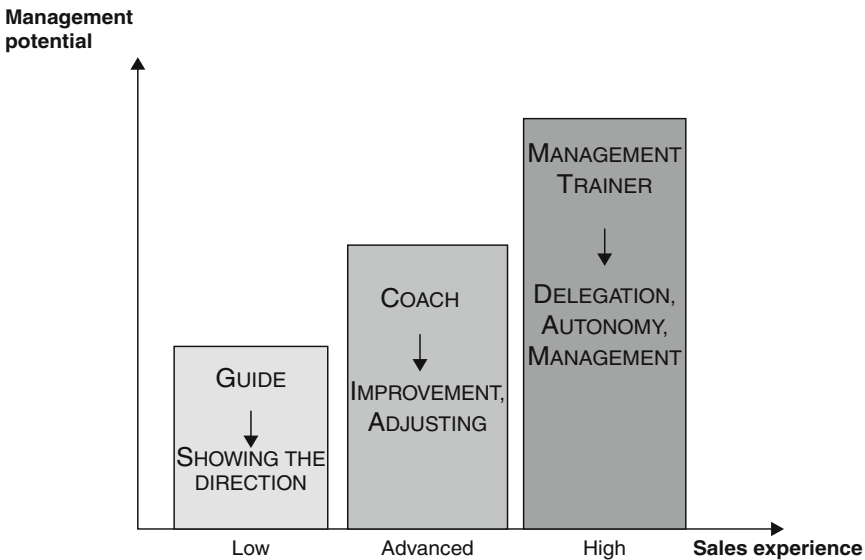 Management
potential
MANAGEMENT
TRAINER
DELEGATION,
AUTONOMY,
MANAGEMENT
COACH
IMPROVEMENT,
ADJUSTING
GUIDE
SHOWING THE
DIRECTION
Low
Advanced
High
Sales experience